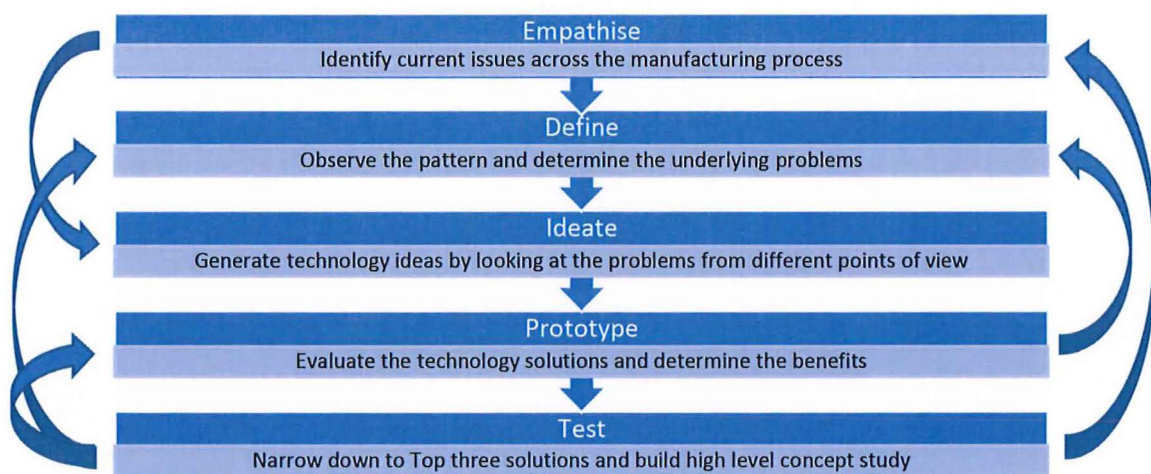 Empathise
Identify current issues across the manufacturing process
Define
Observe the pattern and determine the underlying problems
Ideate
Generate technology ideas by looking at the problems from different points of view
Prototype
Evaluate the technology solutions and determine the benefits
Test
Narrow down to Top three solutions and build high level concept study